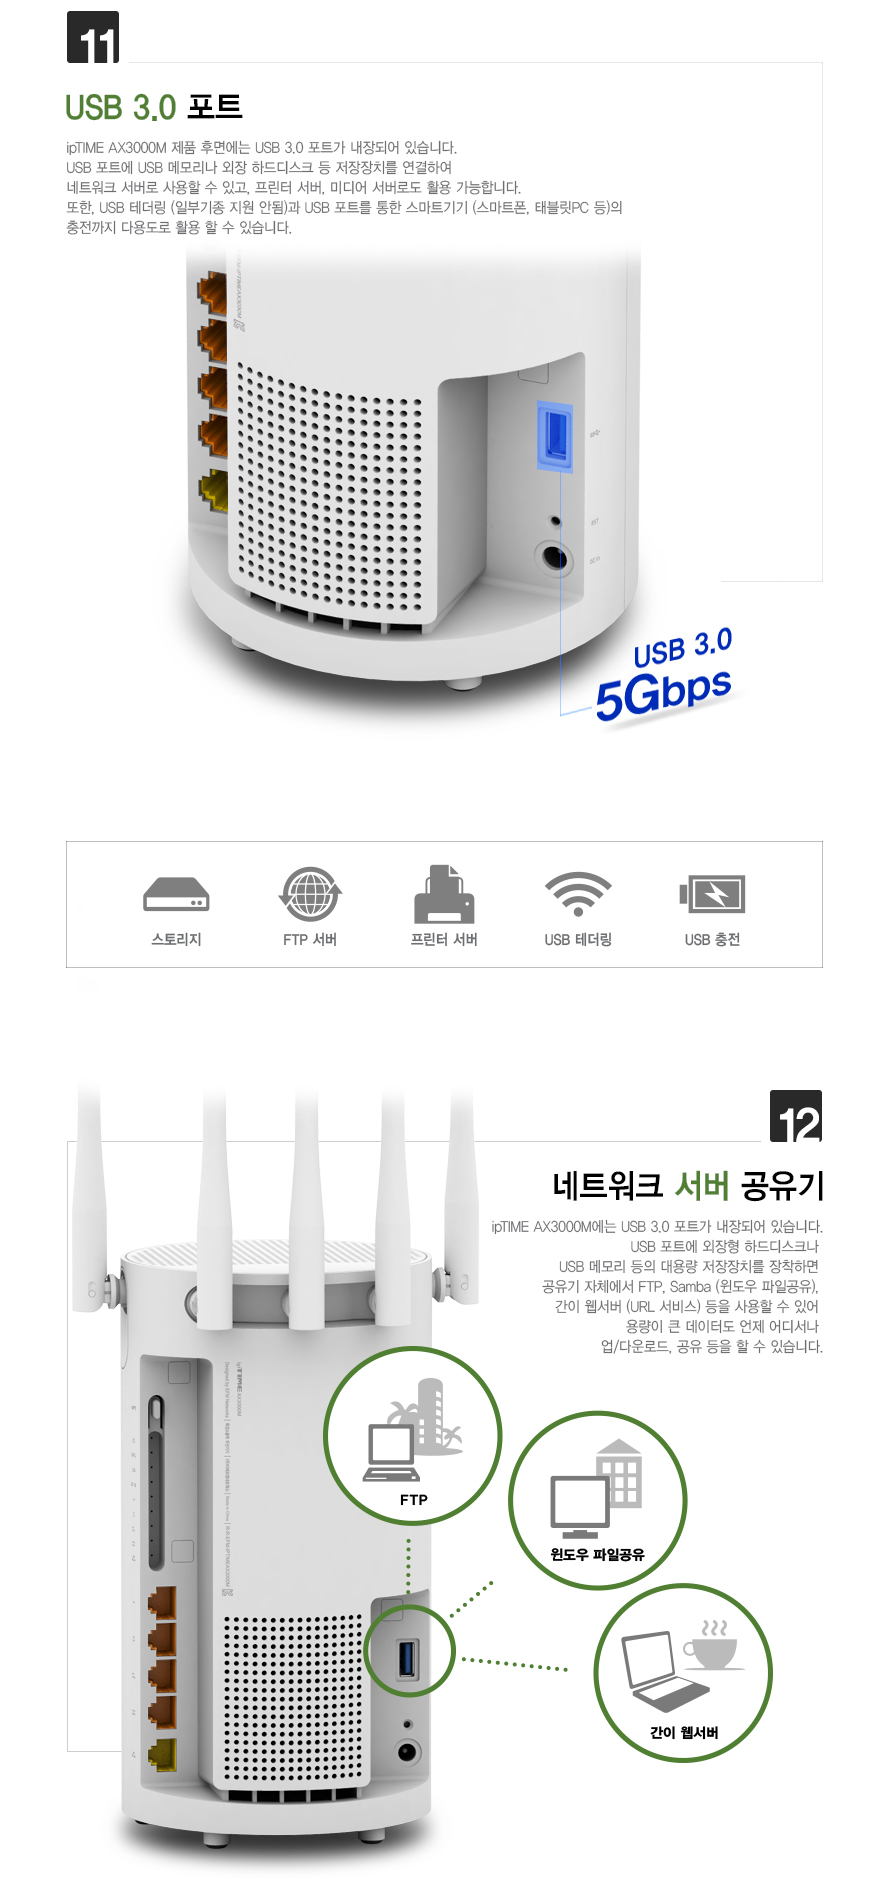 11
USB 3.0 포트
ipTIME AX3000M 제품 후면에는 USB 3.0 포트가 내장되어 있습니다.
USB 포트에 USB 메모리나 외장 하드디스크 등 저장장치를 연결하여
네트워크 서버로 사용할 수 있고, 프린터 서버, 미디어 서버로도 활용 가능합니다.
또한, USB 테더링 (일부기종 지원 안됨)과 USB 포트를 통한 스마트기기 (스마트폰, 태블릿PC 등)의
충전까지 다용도로 활용 할 수 있습니다.
USB 3.0
5Gbps
스토리지
FTP 서버
프린터 서버
USB 테더링
USB 충전
12
네트워크 서버 공유기
ipTIME AX3000M에는 USB 3.0 포트가 내장되어 있습니다.
USB 포트에 외장형 하드디스크나
USB 메모리 등의 대용량 저장장치를 장착하면
공유기 자체에서 FTP, Samba (윈도우 파일공유),
간이 웹서버 (URL 서비스) 등을 사용할 수 있어
용량이 큰 데이터도 언제 어디서나
업/다운로드, 공유 등을 할 수 있습니다.
ipTIME AX3000M
FTP
윈도우 파일공유
간이 웹서버